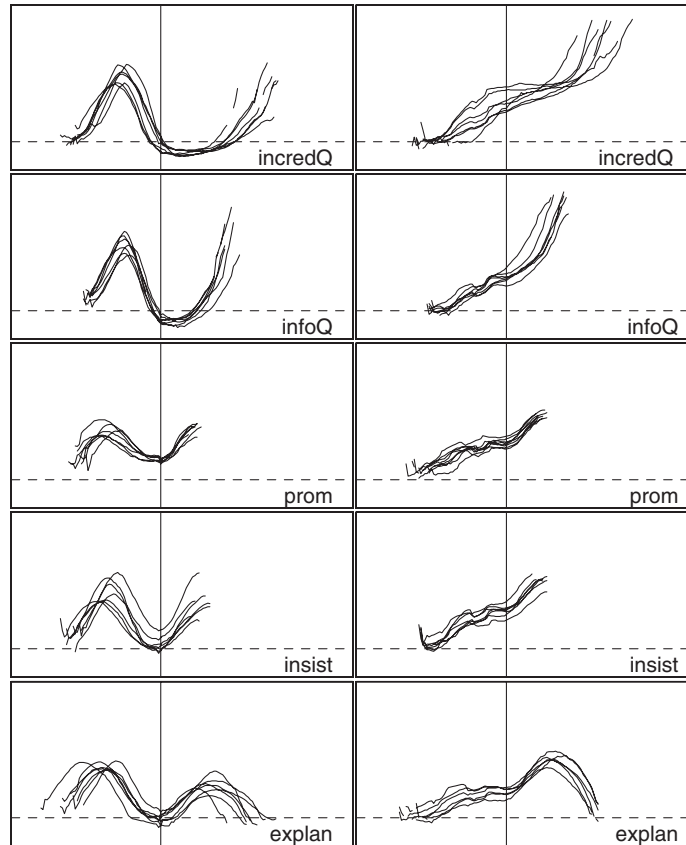 incredQ
incredQ
infoQ
infoQ
prom
prom
insist
insist
explan
explan